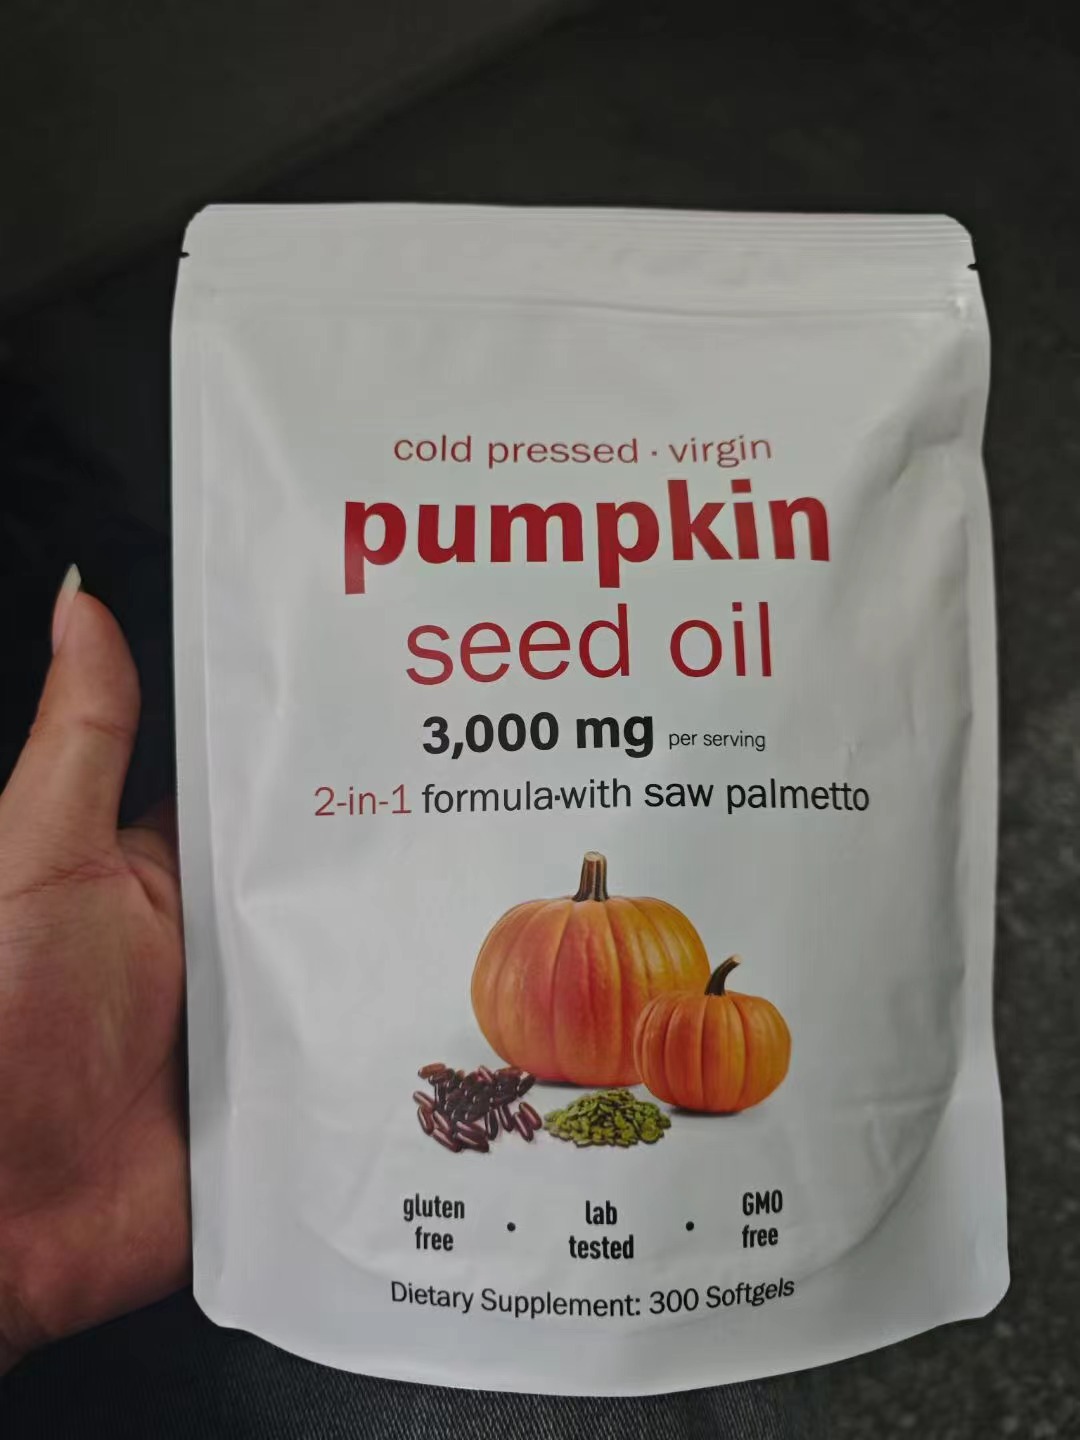 cold pressed · virgin
pumpkin
seed oil
3,000 mg per serving
2-in-1 formula·with saw palmetto
gluten free · lab tested · GMO free
Dietary Supplement: 300 Softgels